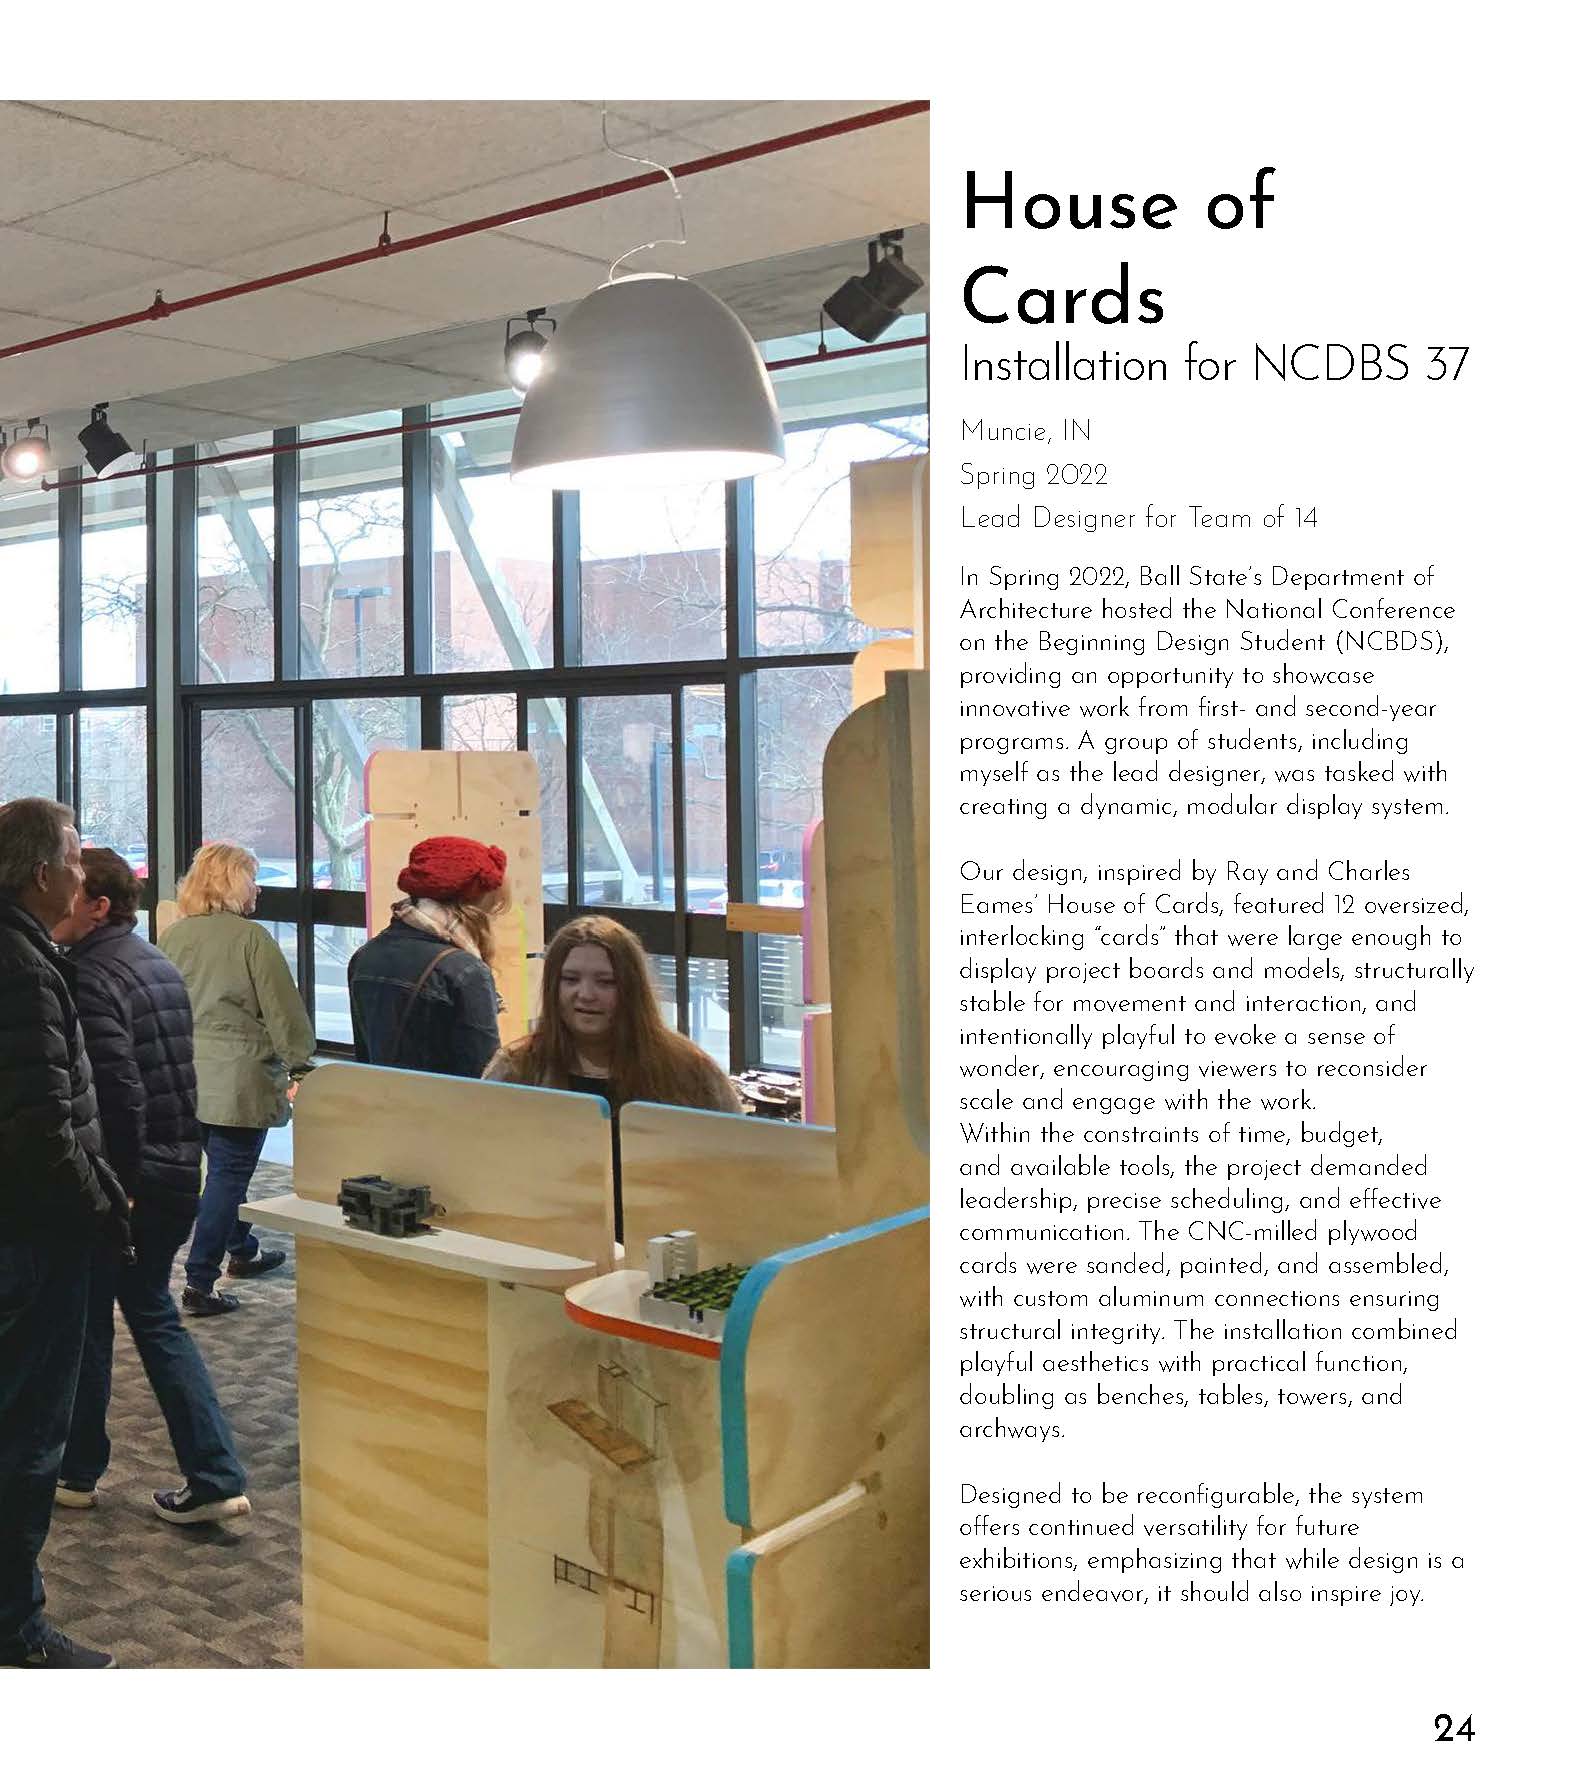 House of
Cards
Installation for NCDBS 37
Muncie, IN
Spring 2022
Lead Designer for Team of 14
In Spring 2022, Ball State's Department of
Architecture hosted the National Conference
on the Beginning Design Student (NCBDS),
providing an opportunity to showcase
innovative work from first- and second-year
programs. A group of students, including
myself as the lead designer, was tasked with
creating a dynamic, modular display system.
Our design, inspired by Ray and Charles
Eames' House of Cards, featured 12 oversized,
interlocking “cards” that were large enough to
display project boards and models, structurally
stable for movement and interaction, and
intentionally playful to evoke a sense of
wonder, encouraging viewers to reconsider
scale and engage with the work.
Within the constraints of time, budget,
and available tools, the project demanded
leadership, precise scheduling, and effective
communication. The CNC-milled plywood
cards were sanded, painted, and assembled,
with custom aluminum connections ensuring
structural integrity. The installation combined
playful aesthetics with practical function,
doubling as benches, tables, towers, and
archways.
Designed to be reconfigurable, the system
offers continued versatility for future
exhibitions, emphasizing that while design is a
serious endeavor, it should also inspire joy.
24